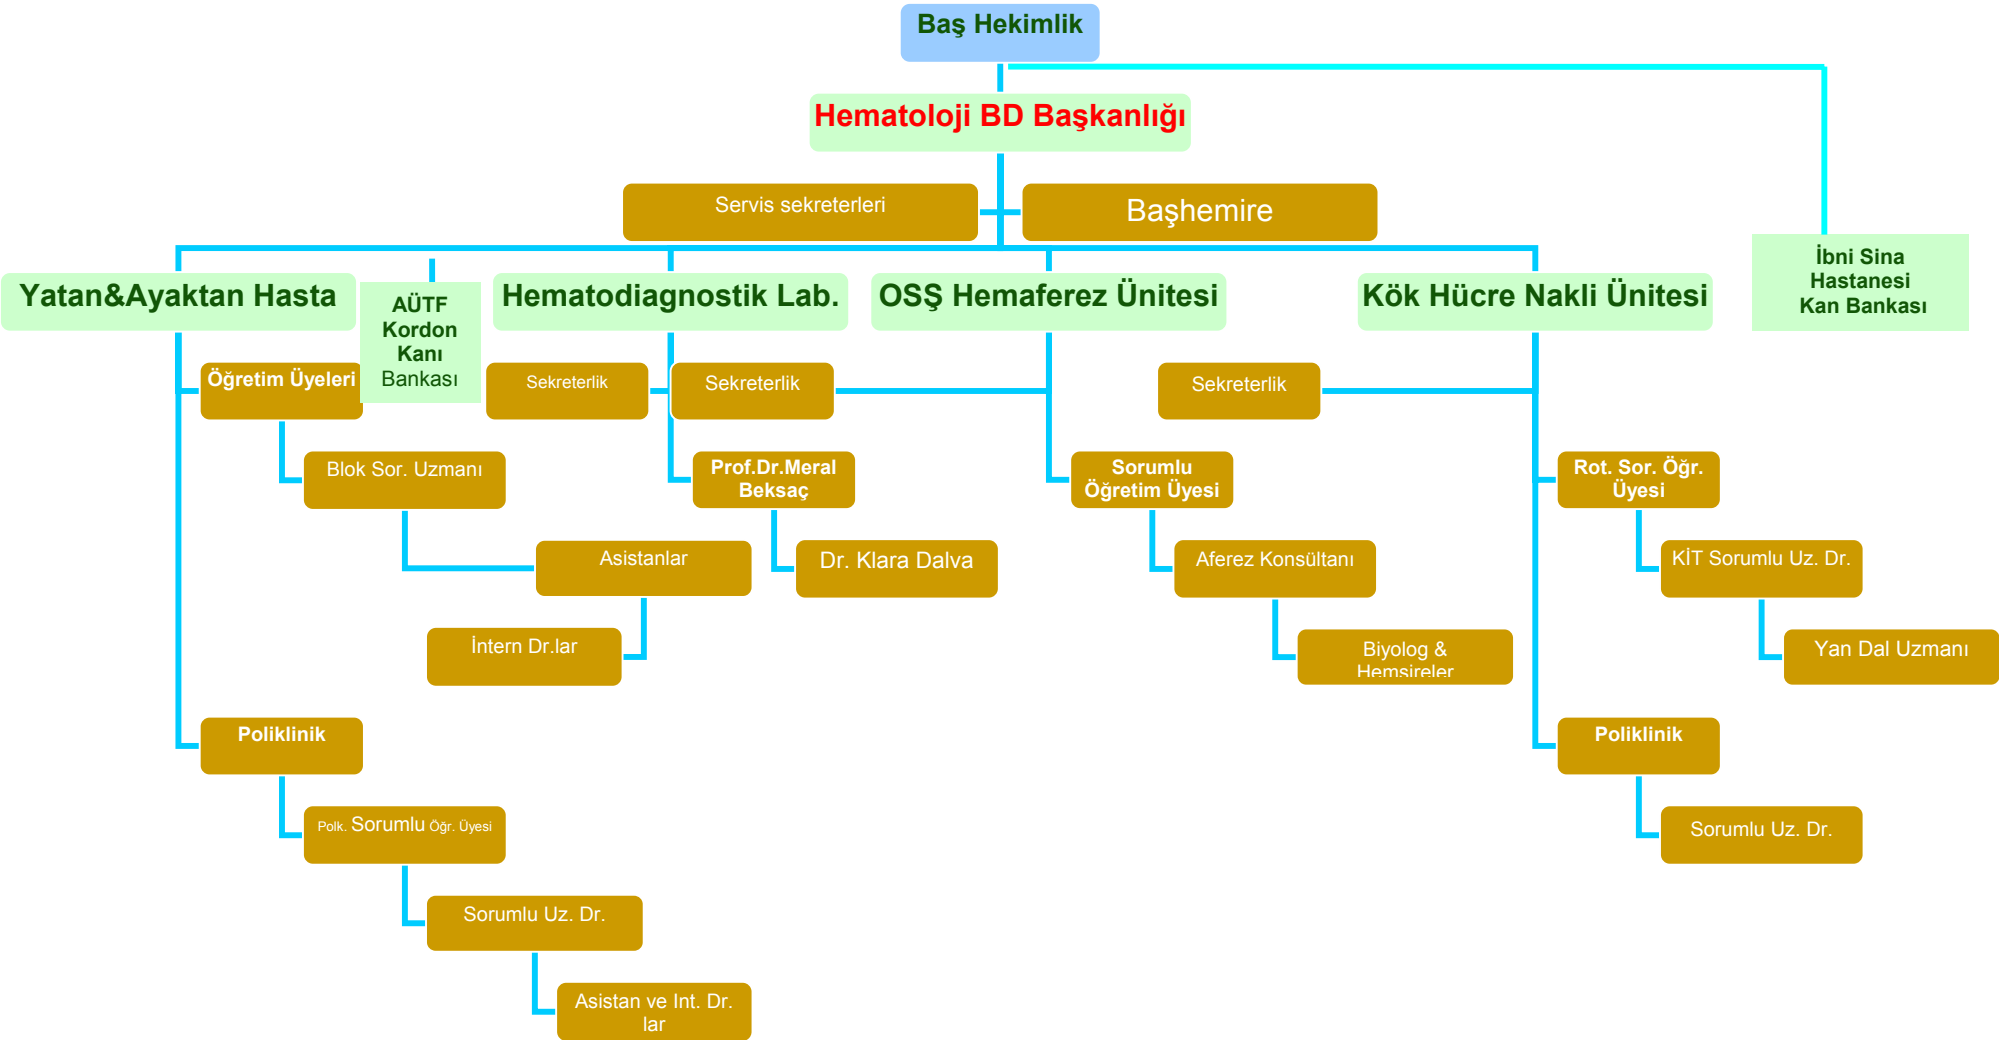 Baş Hekimlik
Hematoloji BD Başkanlığı
Servis sekreterleri
Başhemire
Yatan&Ayaktan Hasta
AÜTF
Kordon
Kanı
Bankası
Hematodiagnostik Lab.
OSŞ Hemaferez Ünitesi
Kök Hücre Nakli Ünitesi
İbni Sina
Hastanesi
Kan Bankası
Öğretim Üyeleri
Sekreterlik
Sekreterlik
Sekreterlik
Blok Sor. Uzmanı
Prof.Dr.Meral
Beksaç
Sorumlu
Öğretim Üyesi
Rot. Sor. Öğr.
Üyesi
Asistanlar
Dr. Klara Dalva
Aferez Konsültanı
KİT Sorumlu Uz. Dr.
İntern Dr.lar
Biyolog &
Hemsireler
Yan Dal Uzmanı
Poliklinik
Poliklinik
Polk. Sorumlu Öğr. Üyesi
Sorumlu Uz. Dr.
Sorumlu Uz. Dr.
Asistan ve Int. Dr.
lar